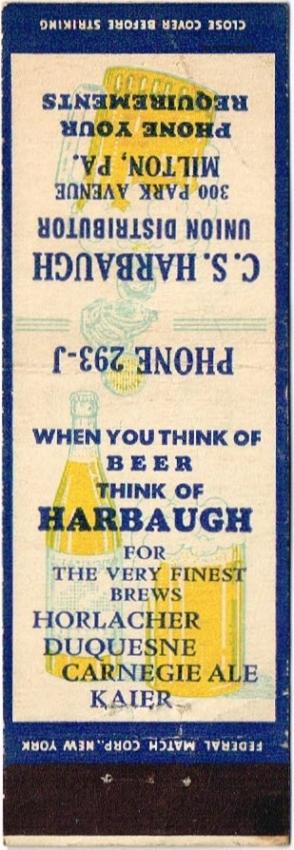 CLOSE COVER BEFORE STRIKING
PHONE 293-J
C. S. HARBAUGH
UNION DISTRIBUTOR
300 PARK AVENUE
MILTON, PA.
PHONE YOUR
REQUIREMENTS
WHEN YOU THINK OF
BEER
THINK OF
HARBAUGH
FOR
THE VERY FINEST
BREWS
HORLACHER
DUQUESNE
CARNEGIE ALE
KAIER
FEDERAL MATCH CORP., NEW YORK